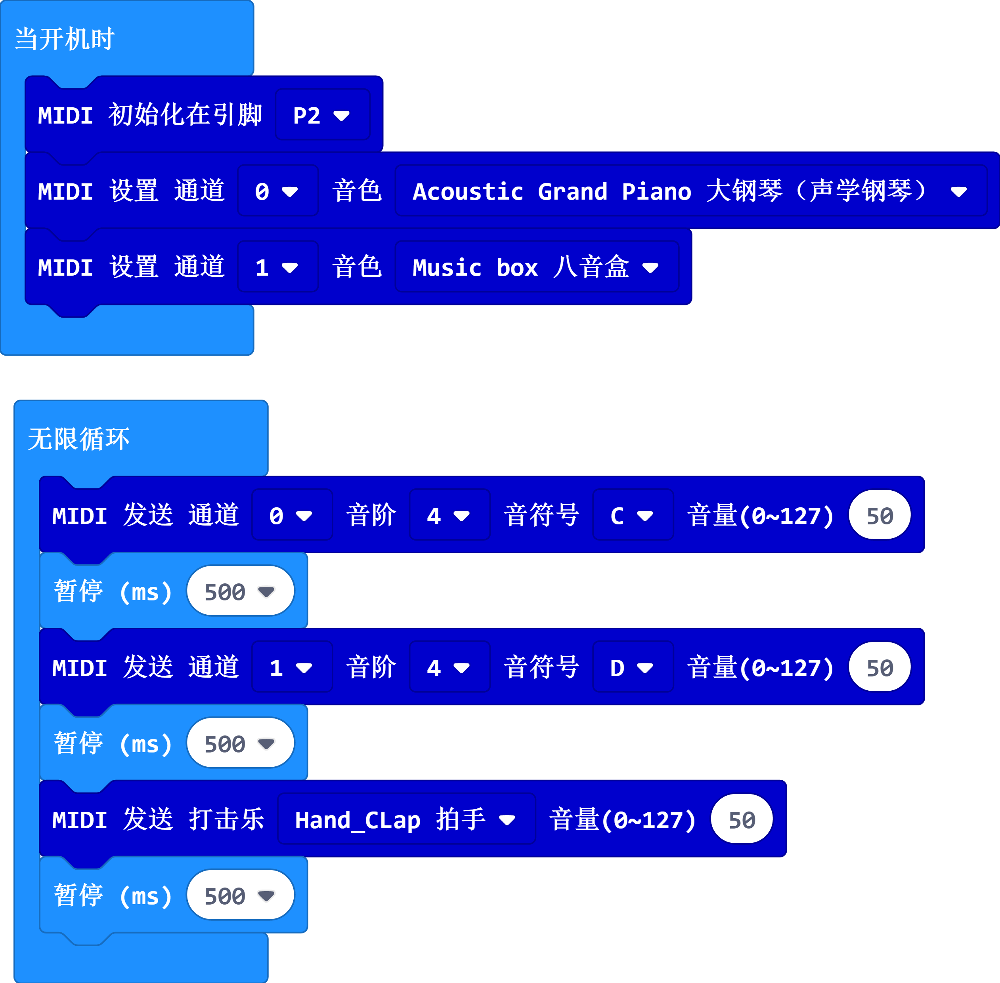 当开机时
MIDI 初始化在引脚 P2
MIDI 设置 通道 0 音色 Acoustic Grand Piano 大钢琴（声学钢琴）
MIDI 设置 通道 1 音色 Music box 八音盒
无限循环
MIDI 发送 通道 0 音阶 4 音符号 C 音量(0~127) 50
暂停 (ms) 500
MIDI 发送 通道 1 音阶 4 音符号 D 音量(0~127) 50
暂停 (ms) 500
MIDI 发送 打击乐 Hand_CLap 拍手 音量(0~127) 50
暂停 (ms) 500